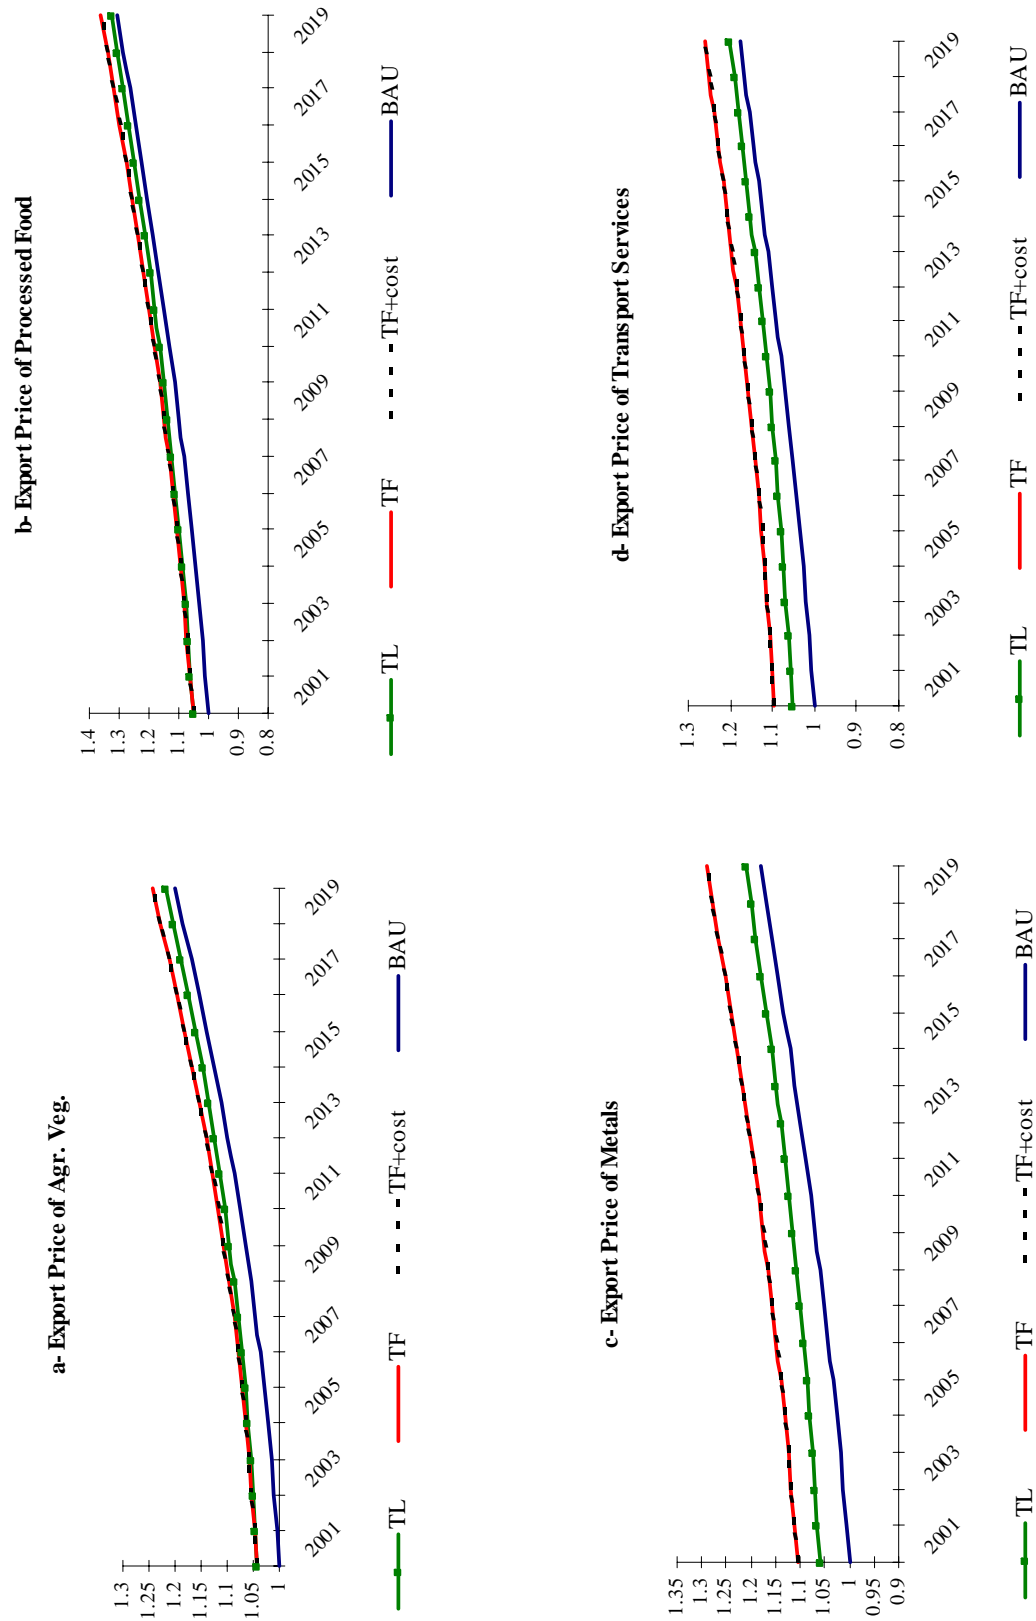 a- Export Price of Agr. Veg.
1.3
1.25
1.2
1.15
1.1
1.05
1
2001 2003 2005 2007 2009 2011 2013 2015 2017 2019
TL TF TF+cost BAU
b- Export Price of Processed Food
1.4
1.3
1.2
1.1
1
0.9
0.8
2001 2003 2005 2007 2009 2011 2013 2015 2017 2019
TL TF TF+cost BAU
c- Export Price of Metals
1.35
1.3
1.25
1.2
1.15
1.1
1.05
1
0.95
0.9
2001 2003 2005 2007 2009 2011 2013 2015 2017 2019
TL TF TF+cost BAU
d- Export Price of Transport Services
1.3
1.2
1.1
1
0.9
0.8
2001 2003 2005 2007 2009 2011 2013 2015 2017 2019
TL TF TF+cost BAU